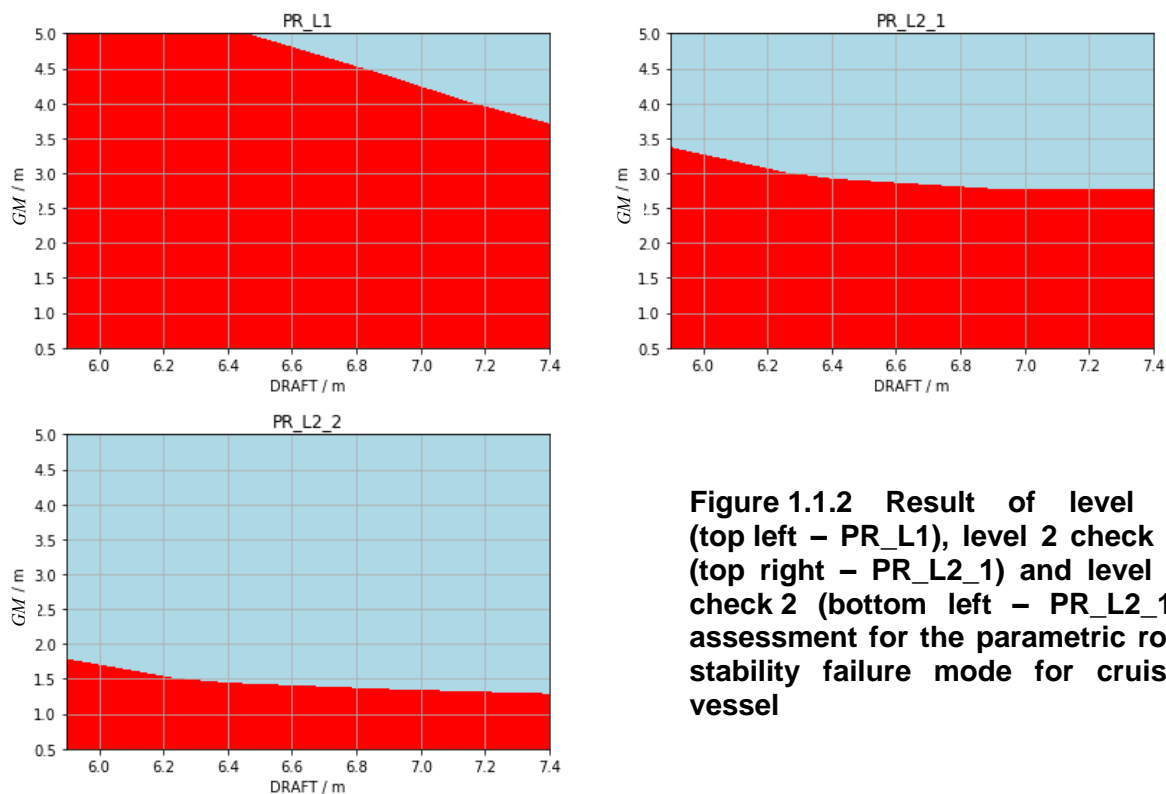 PR_L1
5.0
4.5
4.0
3.5
3.0
2.5
2.0
1.5
1.0
0.5
GM / m
6.0 6.2 6.4 6.6 6.8 7.0 7.2 7.4
DRAFT / m
PR_L2_1
5.0
4.5
4.0
3.5
3.0
2.5
2.0
1.5
1.0
0.5
GM / m
6.0 6.2 6.4 6.6 6.8 7.0 7.2 7.4
DRAFT / m
PR_L2_2
5.0
4.5
4.0
3.5
3.0
2.5
2.0
1.5
1.0
0.5
GM / m
6.0 6.2 6.4 6.6 6.8 7.0 7.2 7.4
DRAFT / m
Figure 1.1.2 Result of level
(top left – PR_L1), level 2 check
(top right – PR_L2_1) and level
check 2 (bottom left – PR_L2_1
assessment for the parametric ro
stability failure mode for cruis
vessel